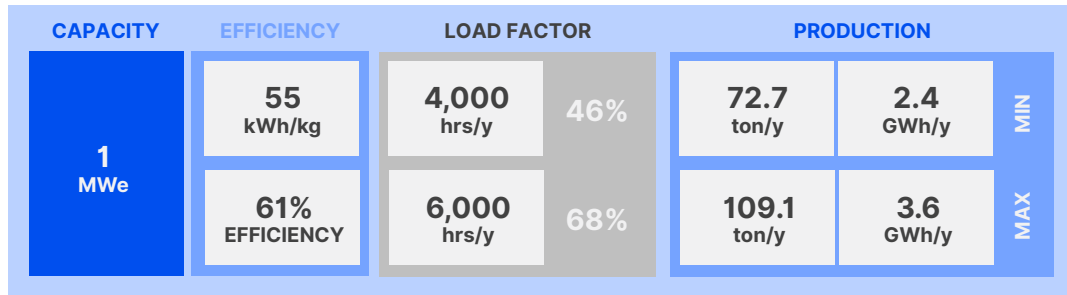 CAPACITY
EFFICIENCY
LOAD FACTOR
PRODUCTION
1
MWe
55
kWh/kg
61%
EFFICIENCY
4,000
hrs/y
46%
6,000
hrs/y
68%
72.7
ton/y
2.4
GWh/y
MIN
109.1
ton/y
3.6
GWh/y
MAX